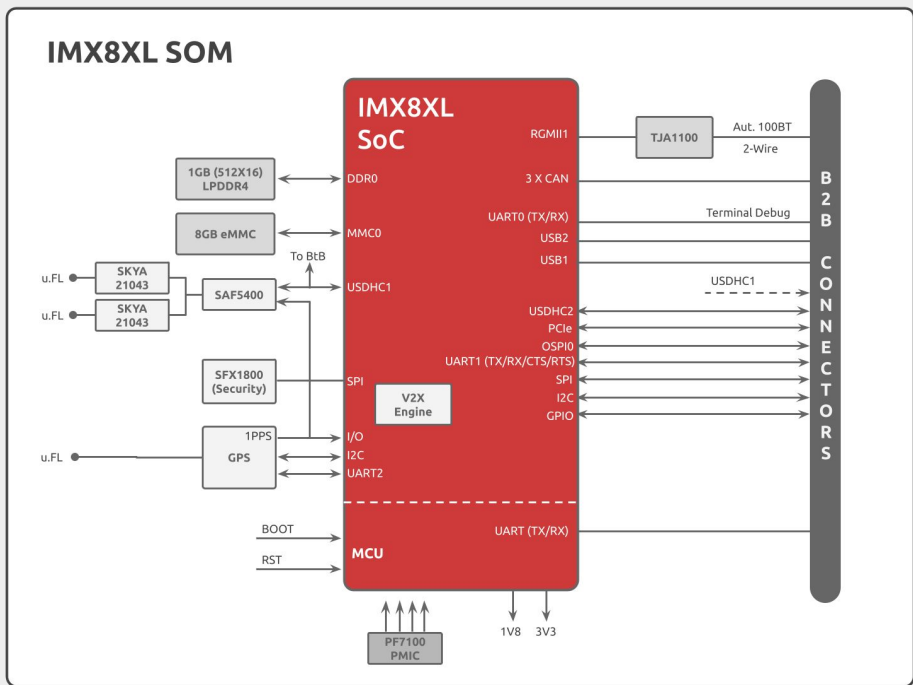 IMX8XL SOM
IMX8XL
SoC
RGMII1
TJA1100
Aut. 100BT
2-Wire
1GB (512X16)
LPDDR4
DDR0
3 X CAN
8GB eMMC
MMC0
UART0 (TX/RX)
Terminal Debug
USB2
USB1
To BtB
u.FL
SKYA
21043
SAF5400
USDHC1
USDHC1
u.FL
SKYA
21043
USDHC2
PCIe
OSPI0
UART1 (TX/RX/CTS/RTS)
SPI
I2C
GPIO
SFX1800
(Security)
SPI
V2X
Engine
1PPS
I/O
u.FL
GPS
I2C
UART2
BOOT
RST
MCU
UART (TX/RX)
1V8
3V3
PF7100
PMIC
B2B CONNECTORS